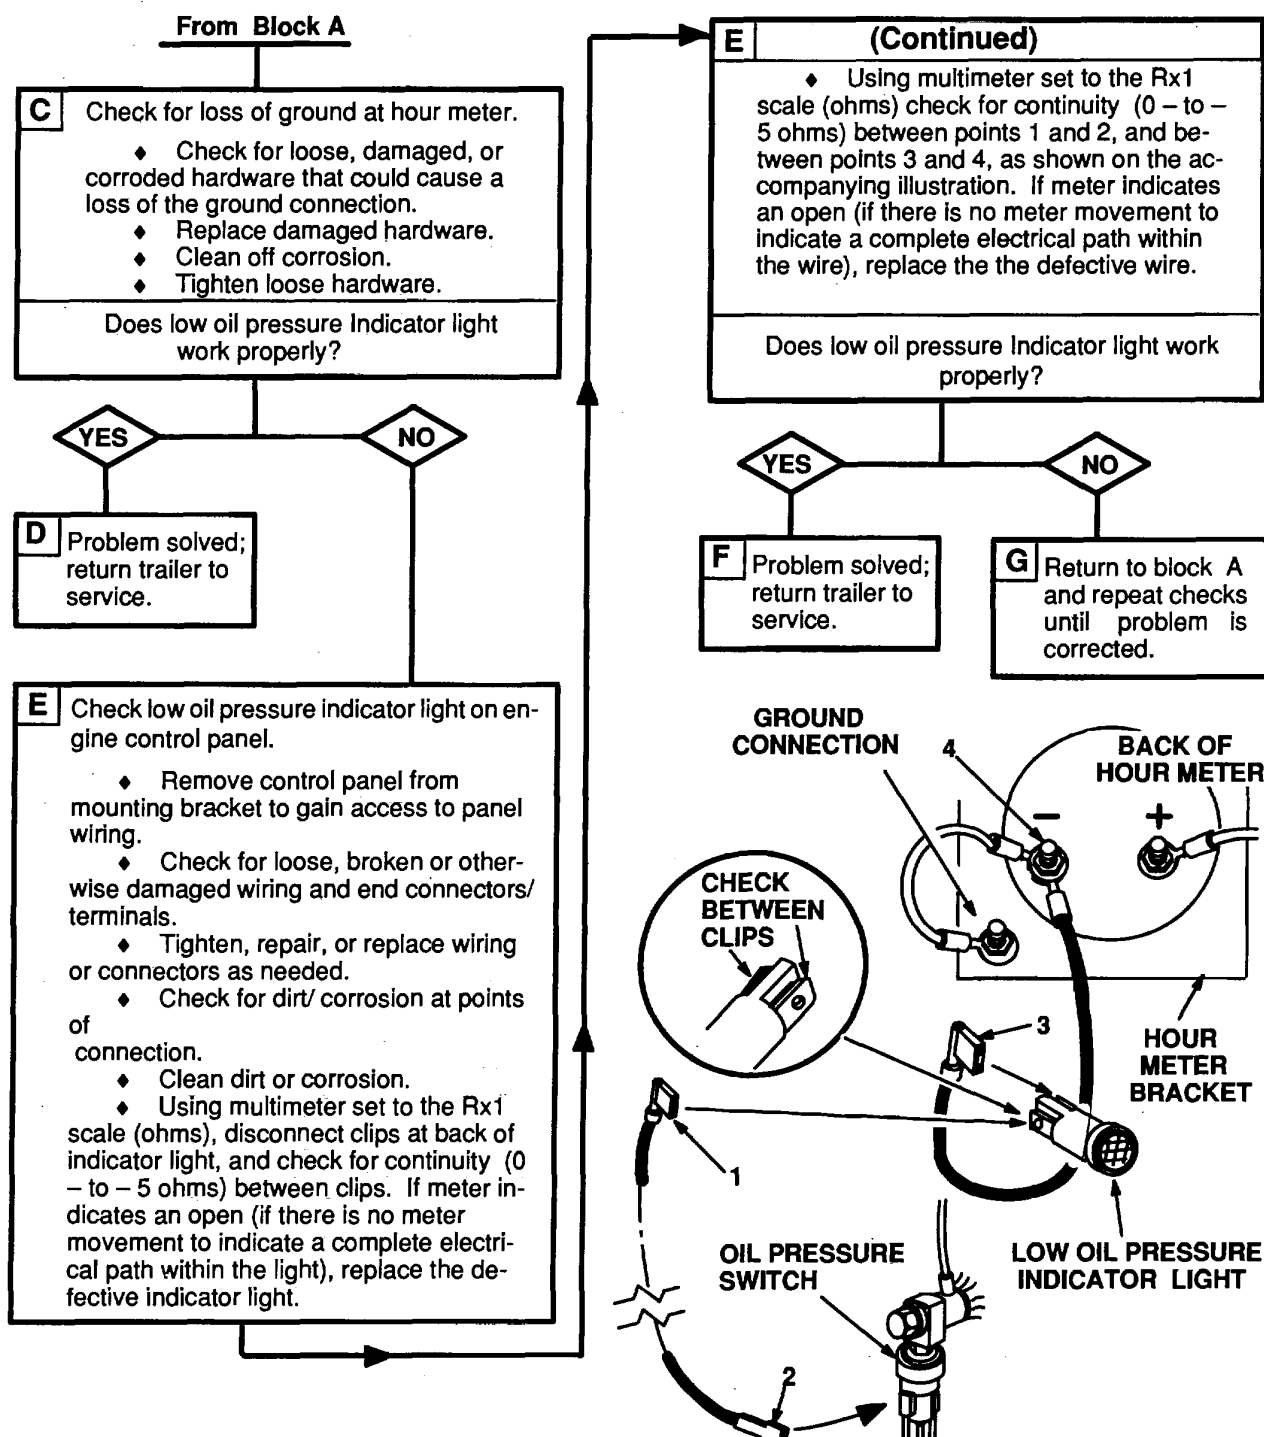 From Block A
C Check for loss of ground at hour meter.
♦ Check for loose, damaged, or
corroded hardware that could cause a
loss of the ground connection.
♦ Replace damaged hardware.
♦ Clean off corrosion.
♦ Tighten loose hardware.
Does low oil pressure Indicator light
work properly?
YES
NO
D Problem solved;
return trailer to
service.
E Check low oil pressure indicator light on en-
gine control panel.
♦ Remove control panel from
mounting bracket to gain access to panel
wiring.
♦ Check for loose, broken or other-
wise damaged wiring and end connectors/
terminals.
♦ Tighten, repair, or replace wiring
or connectors as needed.
♦ Check for dirt/ corrosion at points
of
connection.
♦ Clean dirt or corrosion.
♦ Using multimeter set to the Rx1
scale (ohms), disconnect clips at back of
indicator light, and check for continuity (0
– to – 5 ohms) between clips. If meter in-
dicates an open (if there is no meter
movement to indicate a complete electri-
cal path within the light), replace the de-
fective indicator light.
E (Continued)
♦ Using multimeter set to the Rx1
scale (ohms) check for continuity (0 – to –
5 ohms) between points 1 and 2, and be-
tween points 3 and 4, as shown on the ac-
companying illustration. If meter indicates
an open (if there is no meter movement to
indicate a complete electrical path within
the wire), replace the the defective wire.
Does low oil pressure Indicator light work
properly?
YES
NO
F Problem solved;
return trailer to
service.
G Return to block A
and repeat checks
until problem is
corrected.
GROUND
CONNECTION
4
BACK OF
HOUR METER
– +
CHECK
BETWEEN
CLIPS
3
HOUR
METER
BRACKET
1
OIL PRESSURE
SWITCH
LOW OIL PRESSURE
INDICATOR LIGHT
2